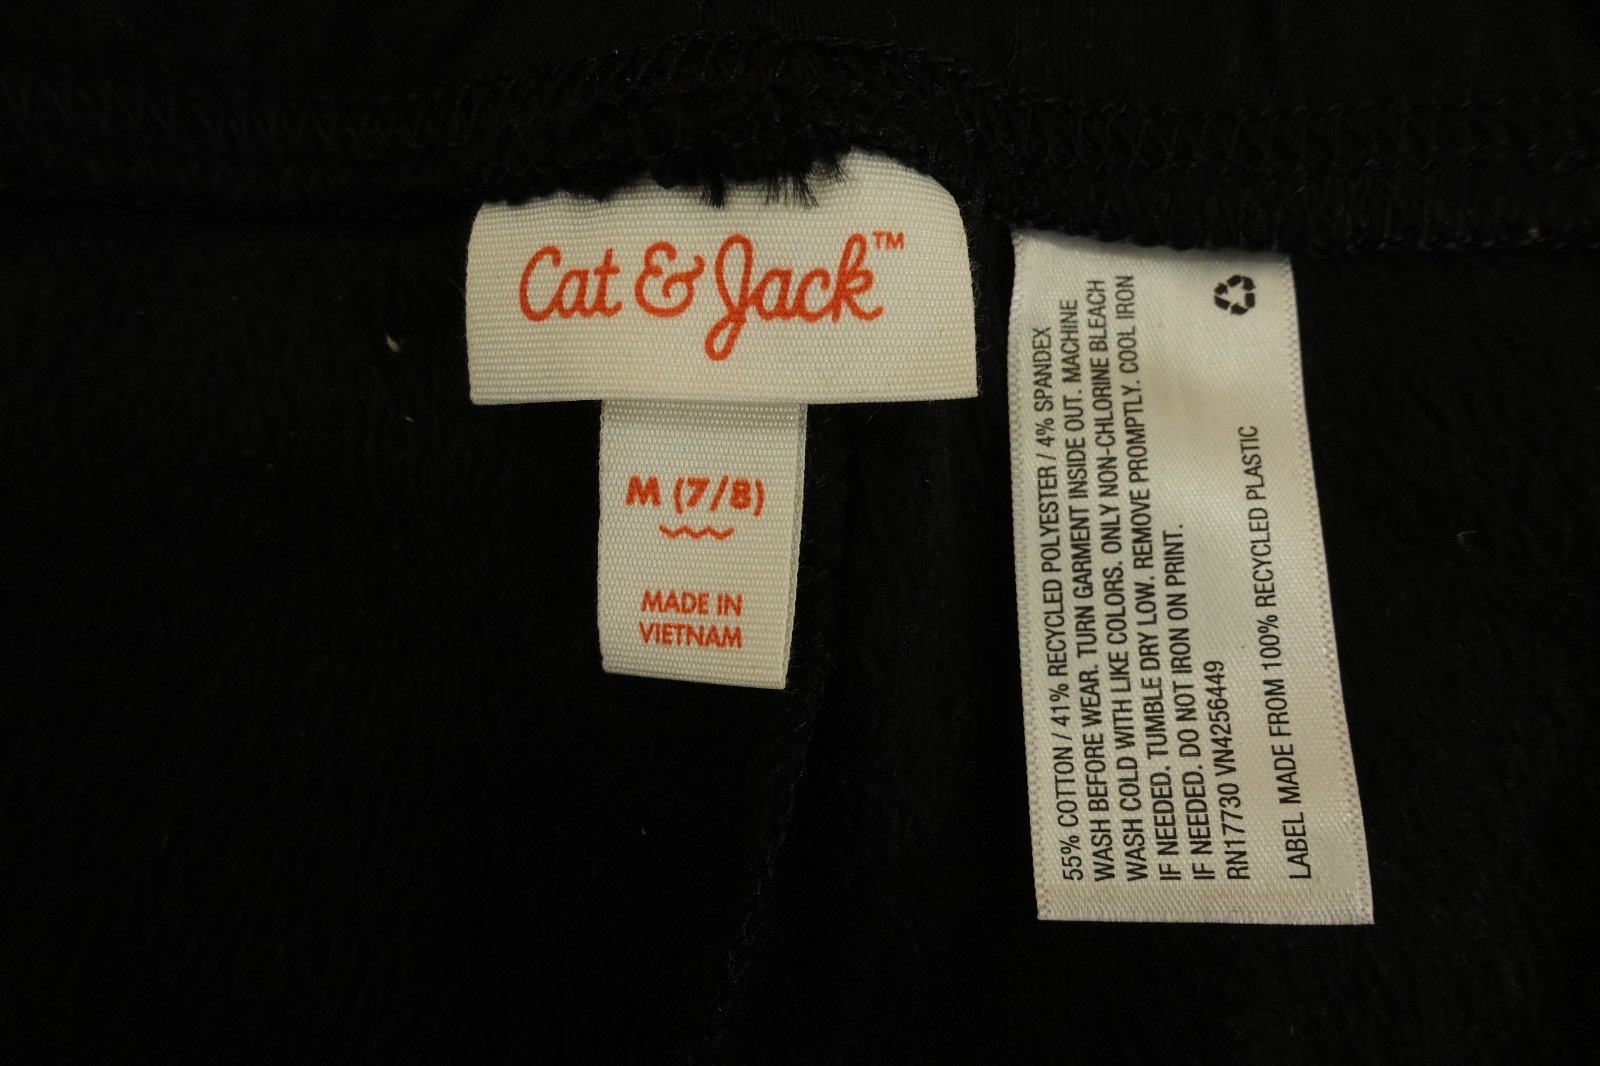 Cat & Jack™
M (7/8)
MADE IN
VIETNAM
55% COTTON / 41% RECYCLED POLYESTER / 4% SPANDEX
WASH BEFORE WEAR. TURN GARMENT INSIDE OUT. MACHINE
WASH COLD WITH LIKE COLORS. ONLY NON-CHLORINE BLEACH
IF NEEDED. TUMBLE DRY LOW. REMOVE PROMPTLY. COOL IRON
IF NEEDED. DO NOT IRON ON PRINT.
RN17730 VN4256449
LABEL MADE FROM 100% RECYCLED PLASTIC